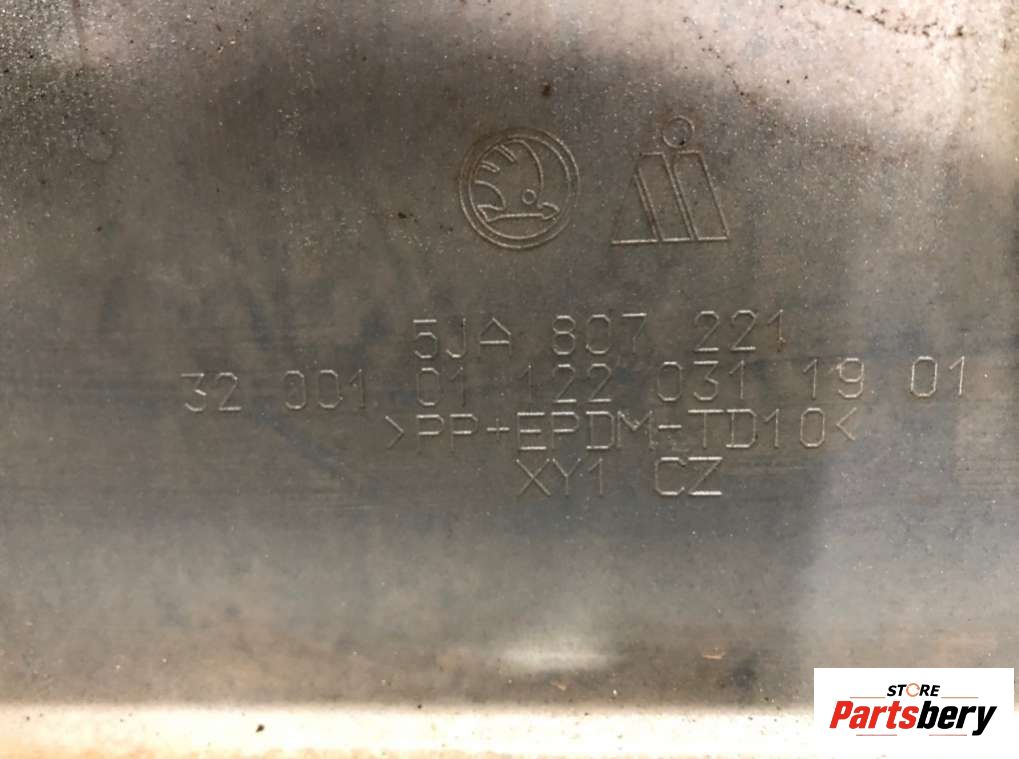 5JA 807 221
32 001 01 122 031 19 01
>PP+EPDM-TD10<
XY1 CZ
STORE
Partsbery